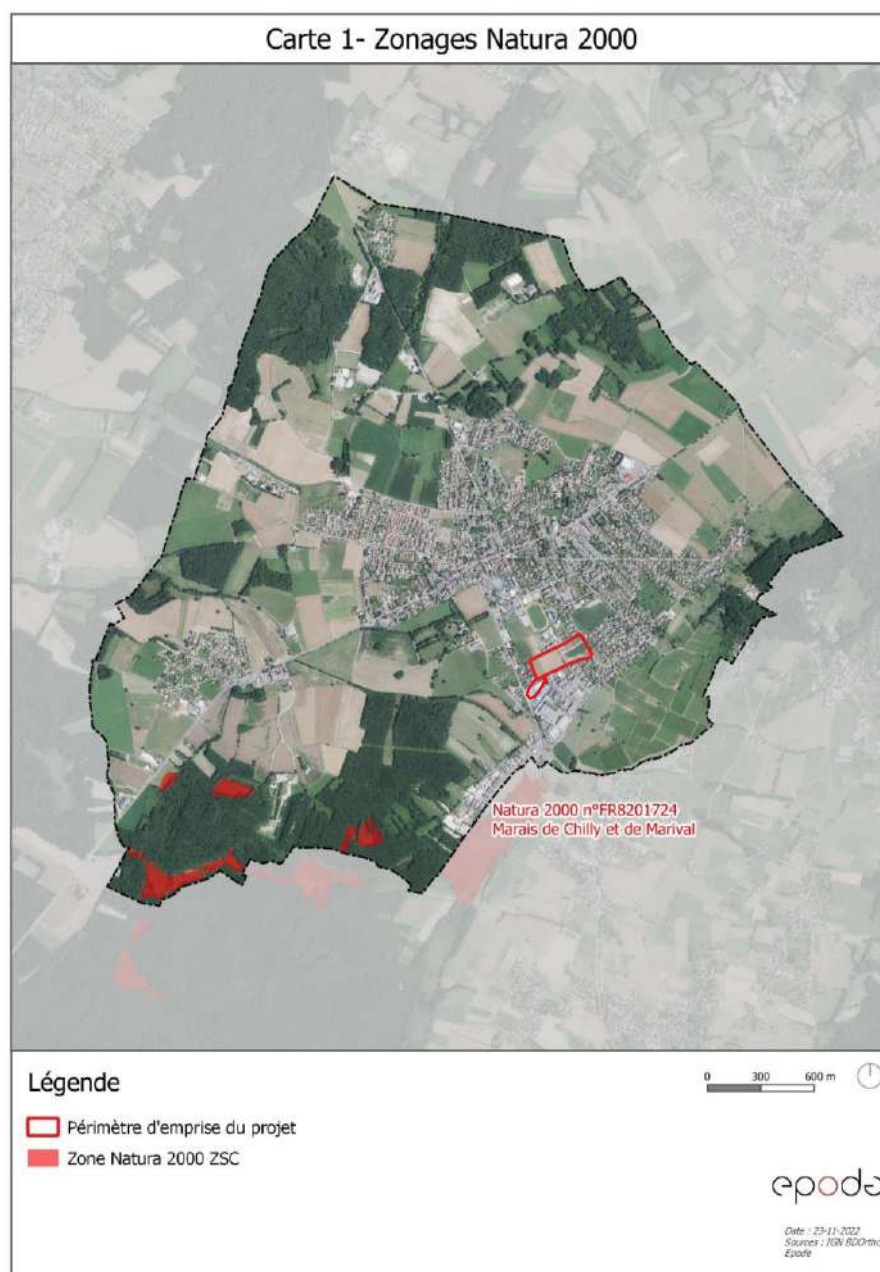 Carte 1- Zonages Natura 2000
Natura 2000 n°FR8201724
Marais de Chilly et de Marival
Légende
0 300 600 m
Périmètre d'emprise du projet
Zone Natura 2000 ZSC
epode
Date : 23-11-2022
Sources : IGN BDOrtho
Epode